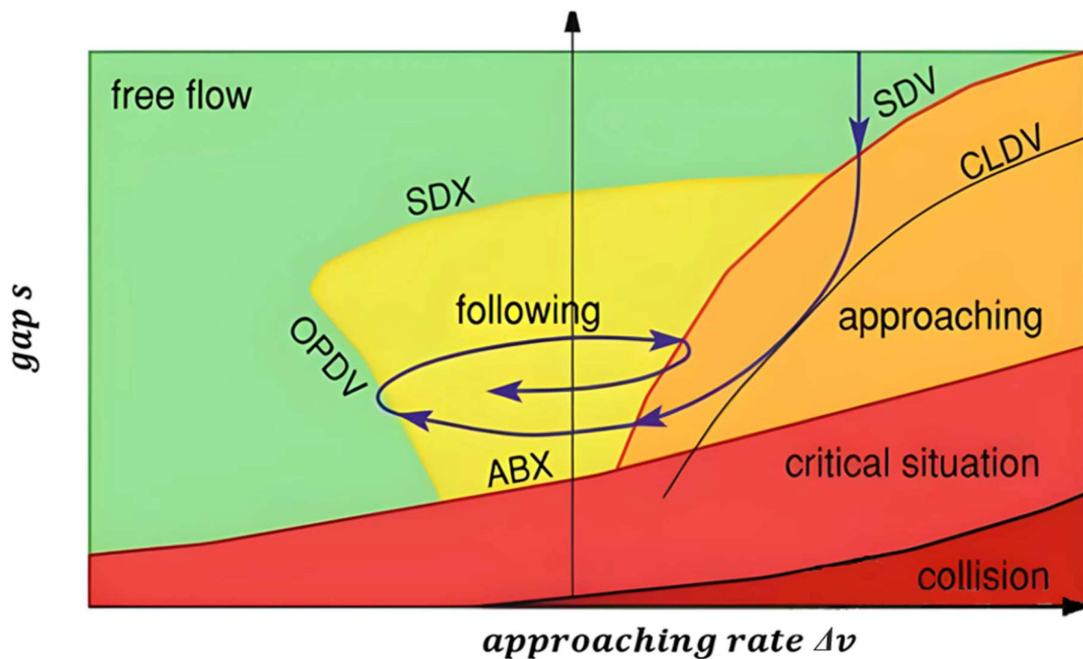 free flow
SDV
CLDV
SDX
following
approaching
OPDV
ABX
critical situation
collision
gap s
approaching rate Δv